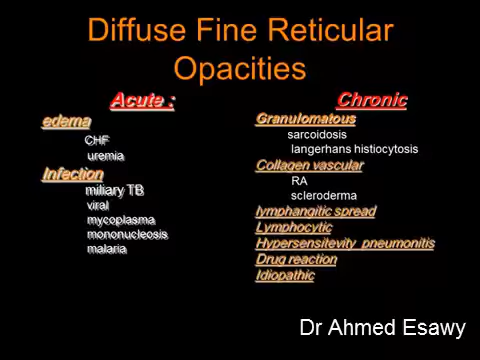 Diffuse Fine Reticular
Opacities
Acute :
edema
CHF
uremia
Infection
miliary TB
viral
mycoplasma
mononucleosis
malaria
Chronic
Granulomatous
sarcoidosis
langerhans histiocytosis
Collagen vascular
RA
scleroderma
lymphangitic spread
Lymphocytic
Hypersensitevity pneumonitis
Drug reaction
Idiopathic
Dr Ahmed Esawy